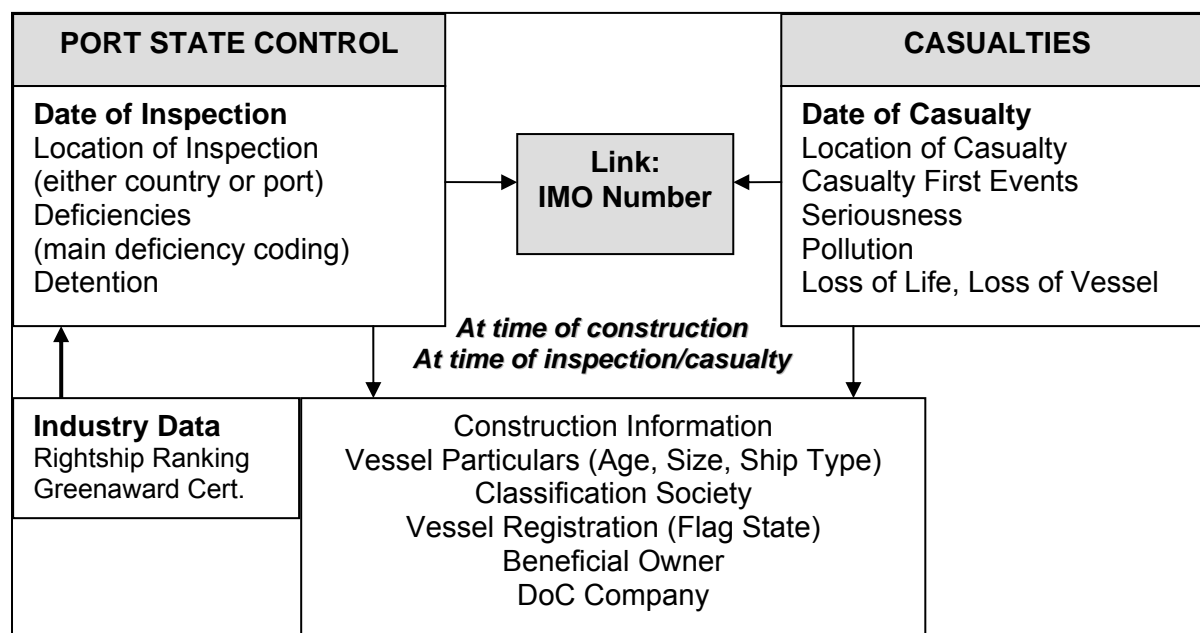 PORT STATE CONTROL
Date of Inspection
Location of Inspection
(either country or port)
Deficiencies
(main deficiency coding)
Detention
Link:
IMO Number
CASUALTIES
Date of Casualty
Location of Casualty
Casualty First Events
Seriousness
Pollution
Loss of Life, Loss of Vessel
At time of construction
At time of inspection/casualty
Industry Data
Rightship Ranking
Greenaward Cert.
Construction Information
Vessel Particulars (Age, Size, Ship Type)
Classification Society
Vessel Registration (Flag State)
Beneficial Owner
DoC Company